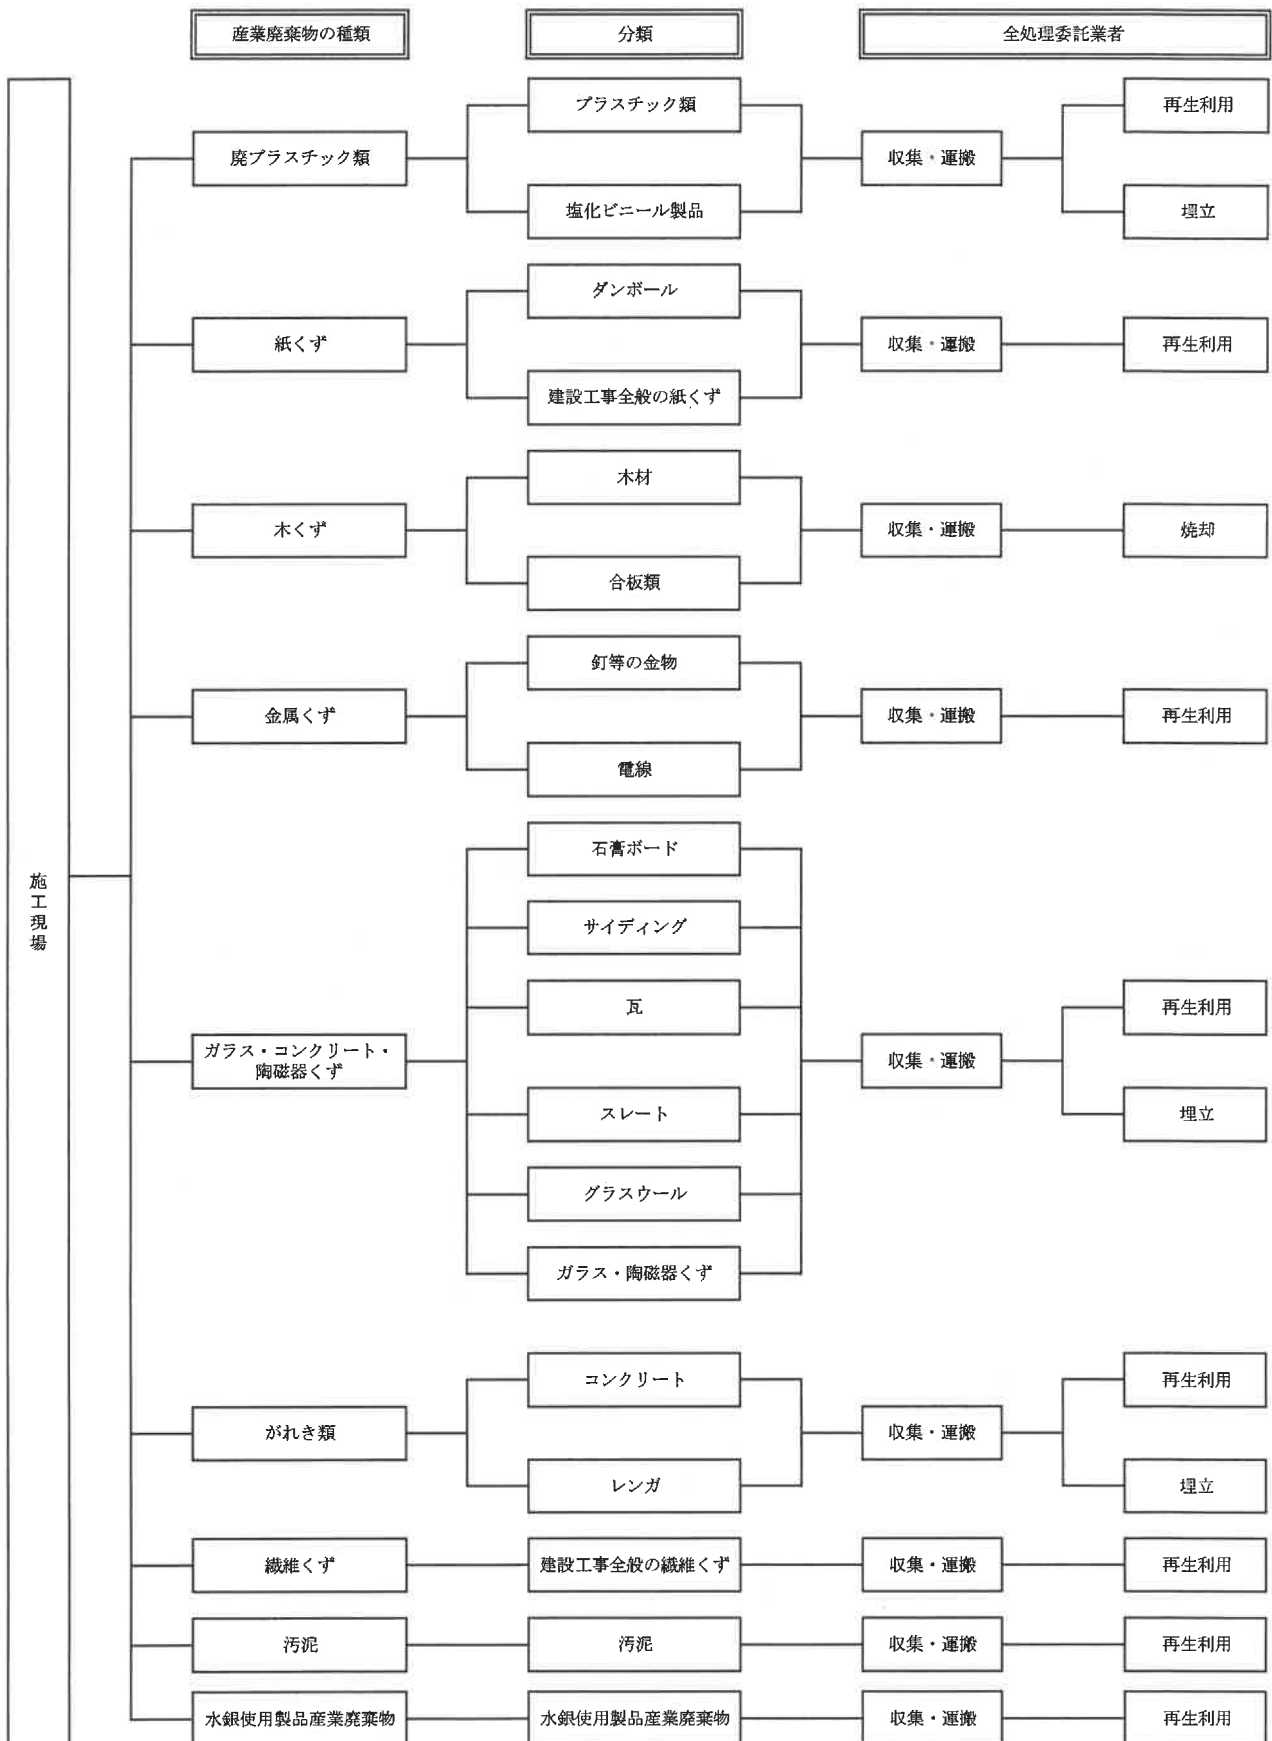 産業廃棄物の種類
分類
全処理委託業者
施工現場
廃プラスチック類
プラスチック類
塩化ビニール製品
収集・運搬
再生利用
埋立
紙くず
ダンボール
建設工事全般の紙くず
収集・運搬
再生利用
木くず
木材
合板類
収集・運搬
焼却
金属くず
釘等の金物
電線
収集・運搬
再生利用
ガラス・コンクリート・
陶磁器くず
石膏ボード
サイディング
瓦
スレート
グラスウール
ガラス・陶磁器くず
収集・運搬
再生利用
埋立
がれき類
コンクリート
レンガ
収集・運搬
再生利用
埋立
繊維くず
建設工事全般の繊維くず
収集・運搬
再生利用
汚泥
汚泥
収集・運搬
再生利用
水銀使用製品産業廃棄物
水銀使用製品産業廃棄物
収集・運搬
再生利用